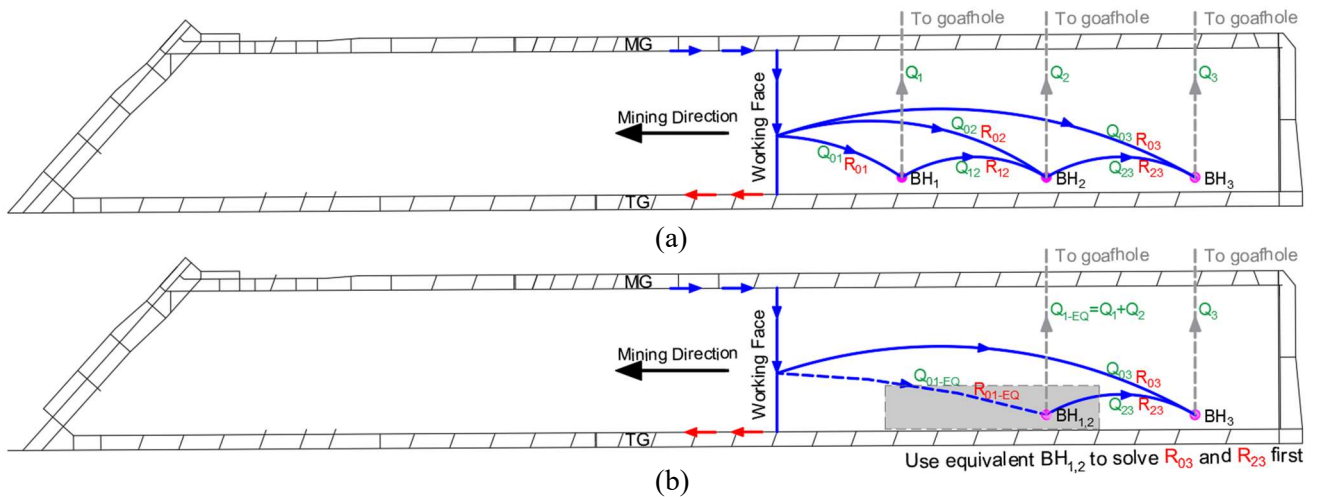 To goafhole To goafhole To goafhole
MG
Q₁ Q₂ Q₃
Working Face
Mining Direction
Q₀₁ R₀₁ Q₀₂ R₀₂ Q₀₃ R₀₃
BH₁ Q₁₂ R₁₂ BH₂ Q₂₃ R₂₃ BH₃
TG
(a)
To goafhole To goafhole
MG
Q₁₋EQ=Q₁+Q₂ Q₃
Working Face
Mining Direction
Q₀₁₋EQ R₀₁₋EQ Q₀₃ R₀₃
BH₁,₂ Q₂₃ R₂₃ BH₃
TG
Use equivalent BH₁,₂ to solve R₀₃ and R₂₃ first
(b)